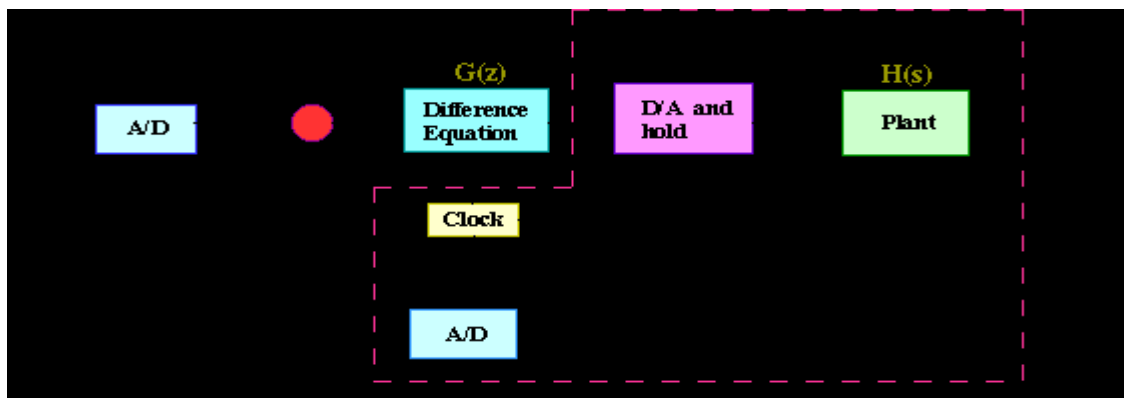 G(z)
H(s)
A/D
Difference
Equation
D/A and
hold
Plant
Clock
A/D